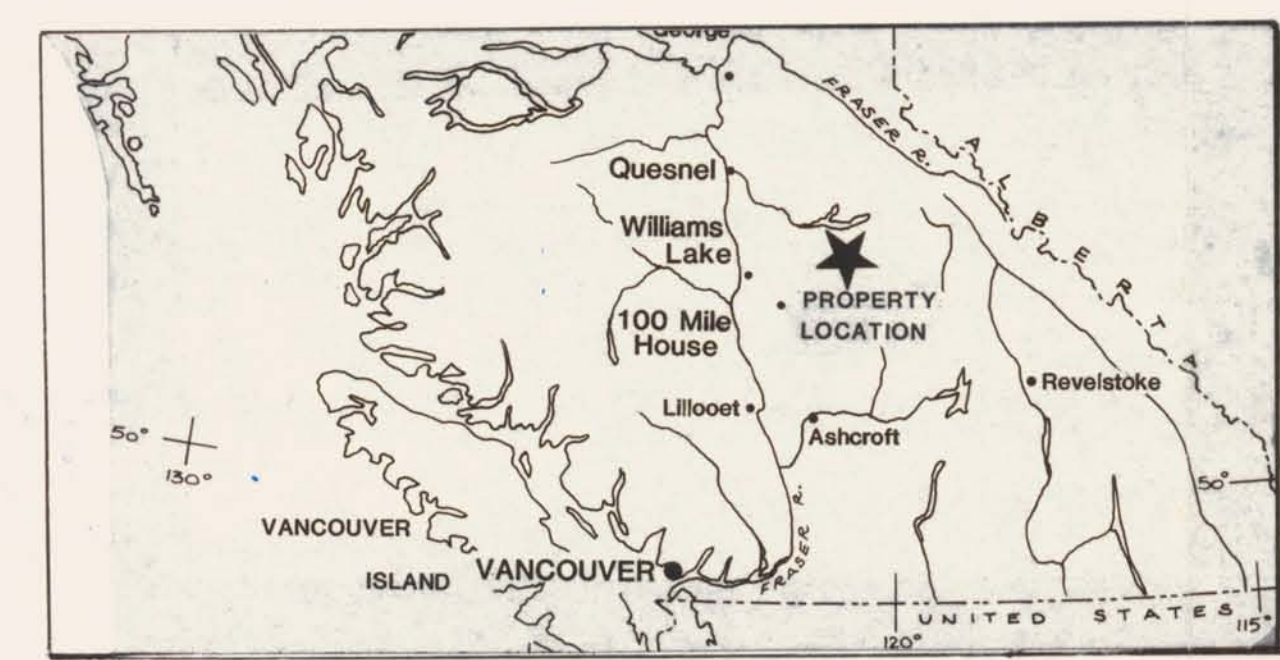 George
FRASER R.
ALBERTA
Quesnel
Williams
Lake
PROPERTY
LOCATION
100 Mile
House
Revelstoke
Lillooet
Ashcroft
50°
130°
50°
VANCOUVER
ISLAND
VANCOUVER
FRASER R.
UNITED STATES
120°
115°